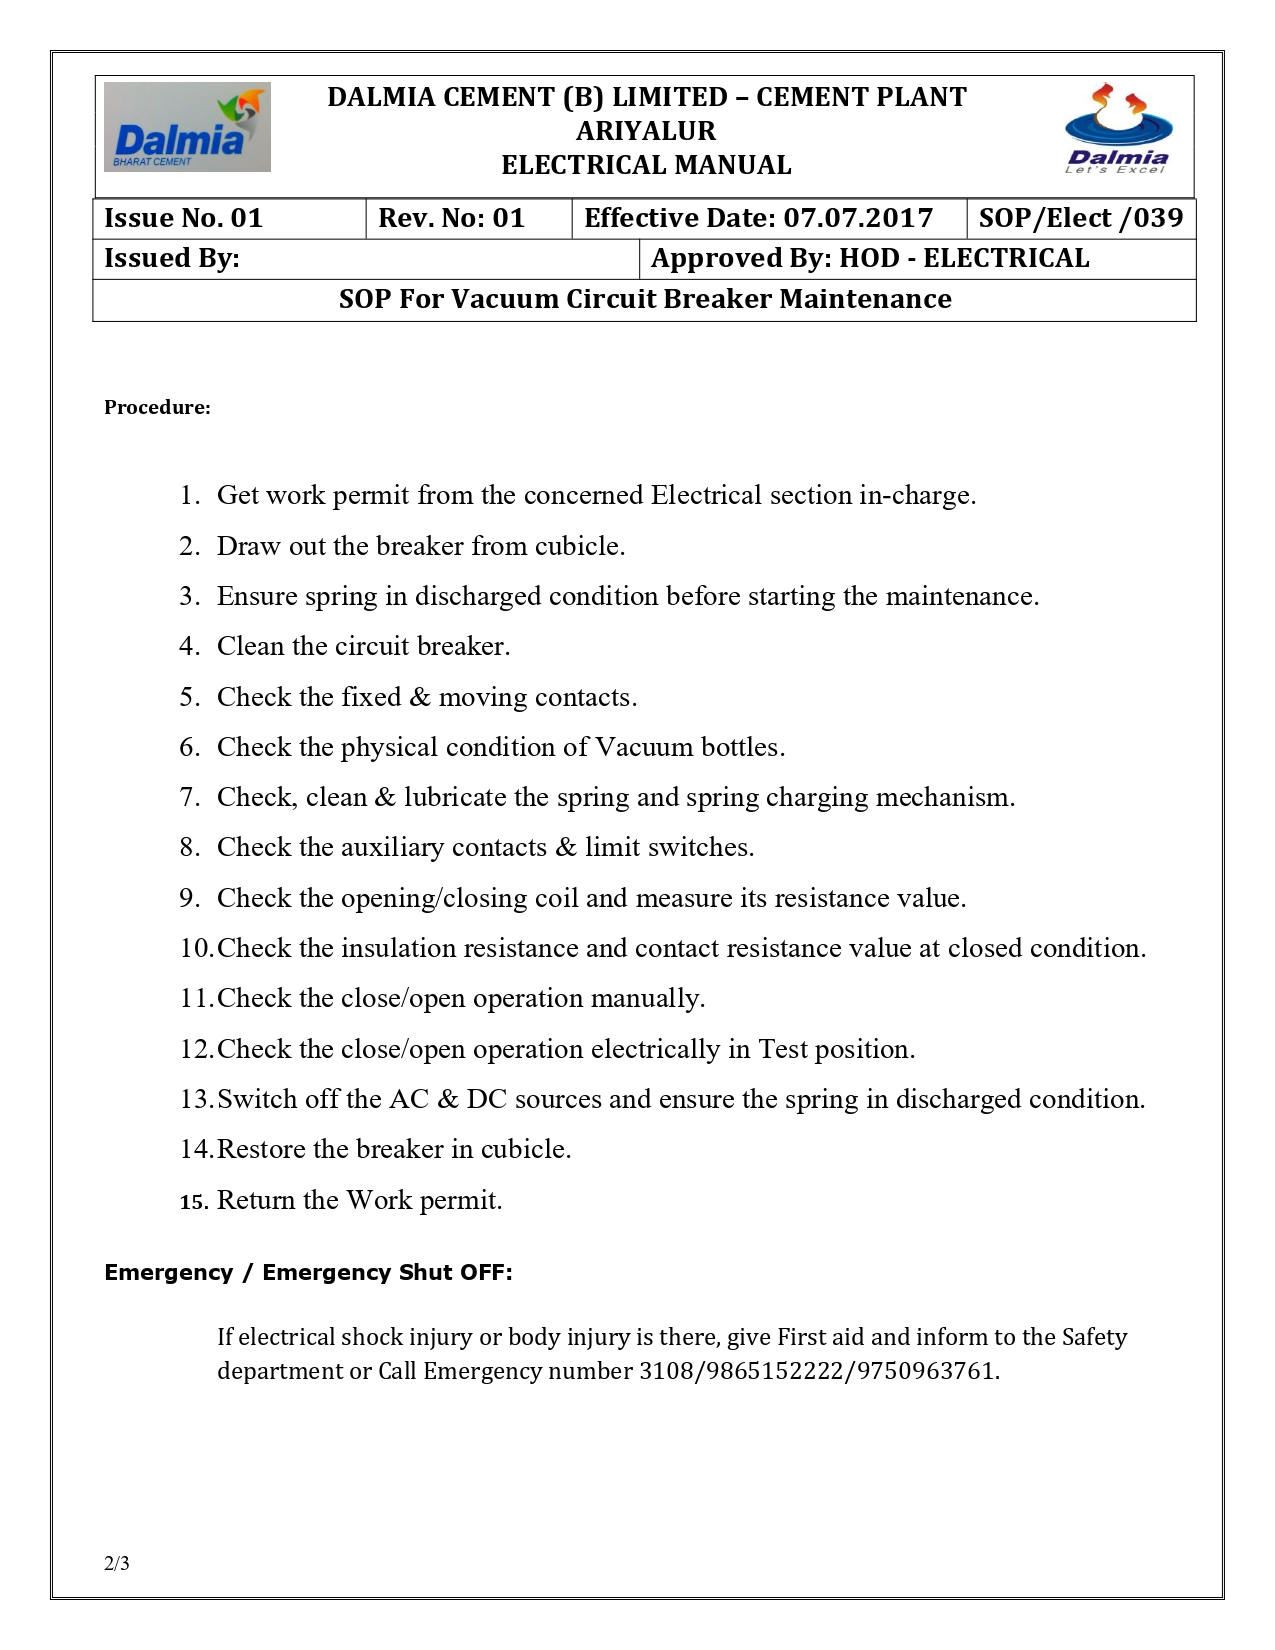 Dalmia
BHARAT CEMENT
DALMIA CEMENT (B) LIMITED – CEMENT PLANT
ARIYALUR
ELECTRICAL MANUAL
Dalmia
Let's Excel
Issue No. 01 Rev. No: 01 Effective Date: 07.07.2017 SOP/Elect /039
Issued By: Approved By: HOD - ELECTRICAL
SOP For Vacuum Circuit Breaker Maintenance
Procedure:
1. Get work permit from the concerned Electrical section in-charge.
2. Draw out the breaker from cubicle.
3. Ensure spring in discharged condition before starting the maintenance.
4. Clean the circuit breaker.
5. Check the fixed & moving contacts.
6. Check the physical condition of Vacuum bottles.
7. Check, clean & lubricate the spring and spring charging mechanism.
8. Check the auxiliary contacts & limit switches.
9. Check the opening/closing coil and measure its resistance value.
10. Check the insulation resistance and contact resistance value at closed condition.
11. Check the close/open operation manually.
12. Check the close/open operation electrically in Test position.
13. Switch off the AC & DC sources and ensure the spring in discharged condition.
14. Restore the breaker in cubicle.
15. Return the Work permit.
Emergency / Emergency Shut OFF:
If electrical shock injury or body injury is there, give First aid and inform to the Safety
department or Call Emergency number 3108/9865152222/9750963761.
2/3